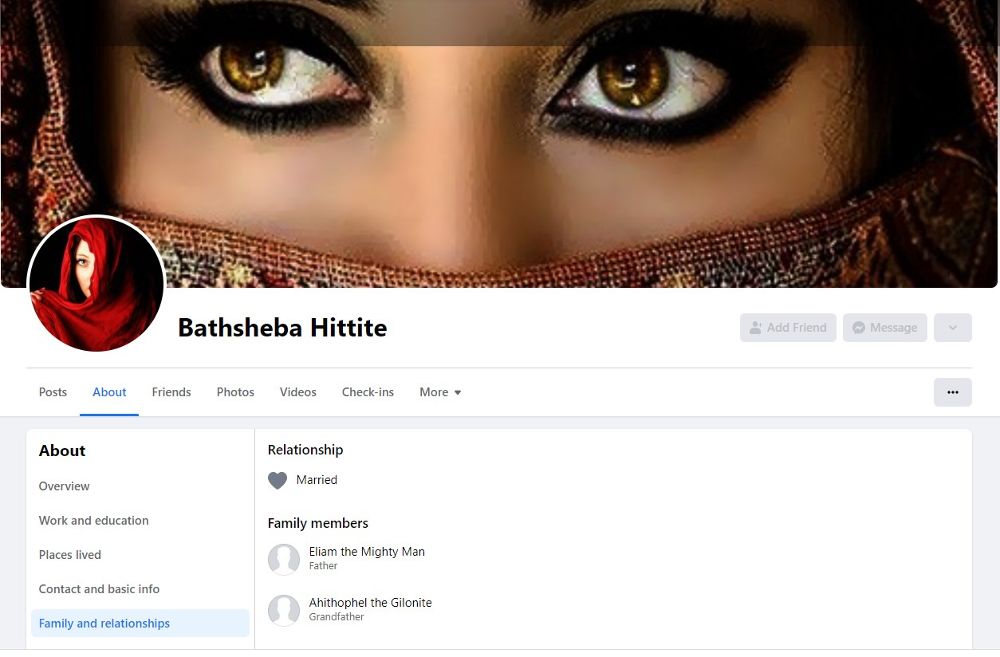 Bathsheba Hittite
Add Friend
Message
Posts
About
Friends
Photos
Videos
Check-ins
More
About
Overview
Work and education
Places lived
Contact and basic info
Family and relationships
Relationship
Married
Family members
Eliam the Mighty Man
Father
Ahithophel the Gilonite
Grandfather